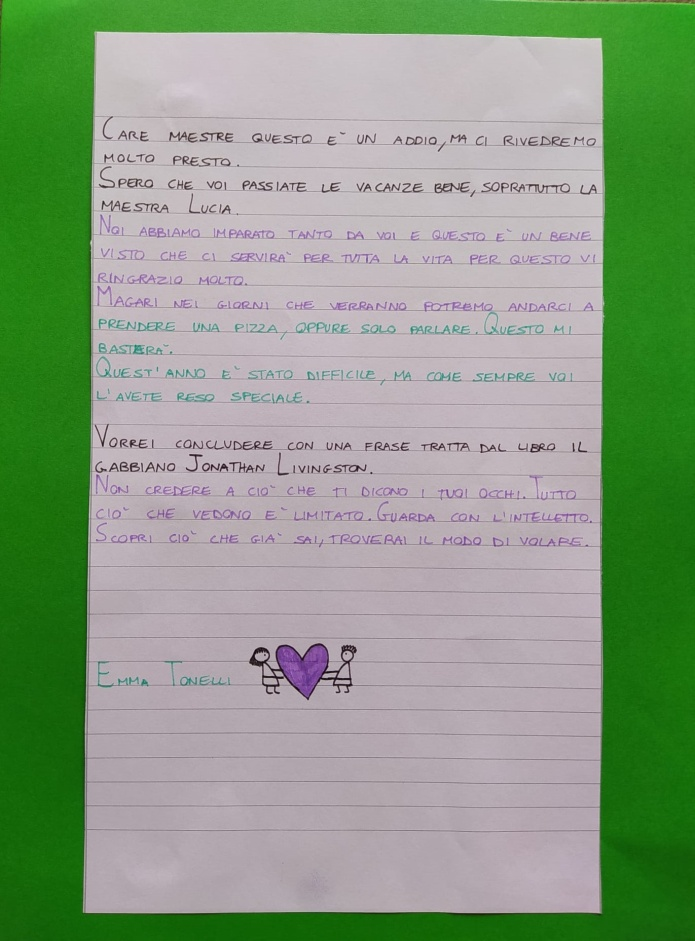 CARE MAESTRE QUESTO E` UN ADDIO, MA CI RIVEDREMO
MOLTO PRESTO.
SPERO CHE VOI PASSIATE LE VACANZE BENE, SOPRATTUTTO LA
MAESTRA LUCIA.
NOI ABBIAMO IMPARATO TANTO DA VOI E QUESTO E` UN BENE
VISTO CHE CI SERVIRA` PER TUTTA LA VITA PER QUESTO VI
RINGRAZIO MOLTO.
MAGARI NEI GIORNI CHE VERRANNO POTREMO ANDARCI A
PRENDERE UNA PIZZA, OPPURE SOLO PARLARE. QUESTO MI
BASTERA`.
QUEST'ANNO E` STATO DIFFICILE, MA COME SEMPRE VOI
L'AVETE RESO SPECIALE.
VORREI CONCLUDERE CON UNA FRASE TRATTA DAL LIBRO IL
GABBIANO JONATHAN LIVINGSTON.
NON CREDERE A CIO` CHE TI DICONO I TUOI OCCHI. TUTTO
CIO` CHE VEDONO E` LIMITATO. GUARDA CON L'INTELLETTO.
SCOPRI CIO` CHE GIA` SAI, TROVERAI IL MODO DI VOLARE.
EMMA TONELLI